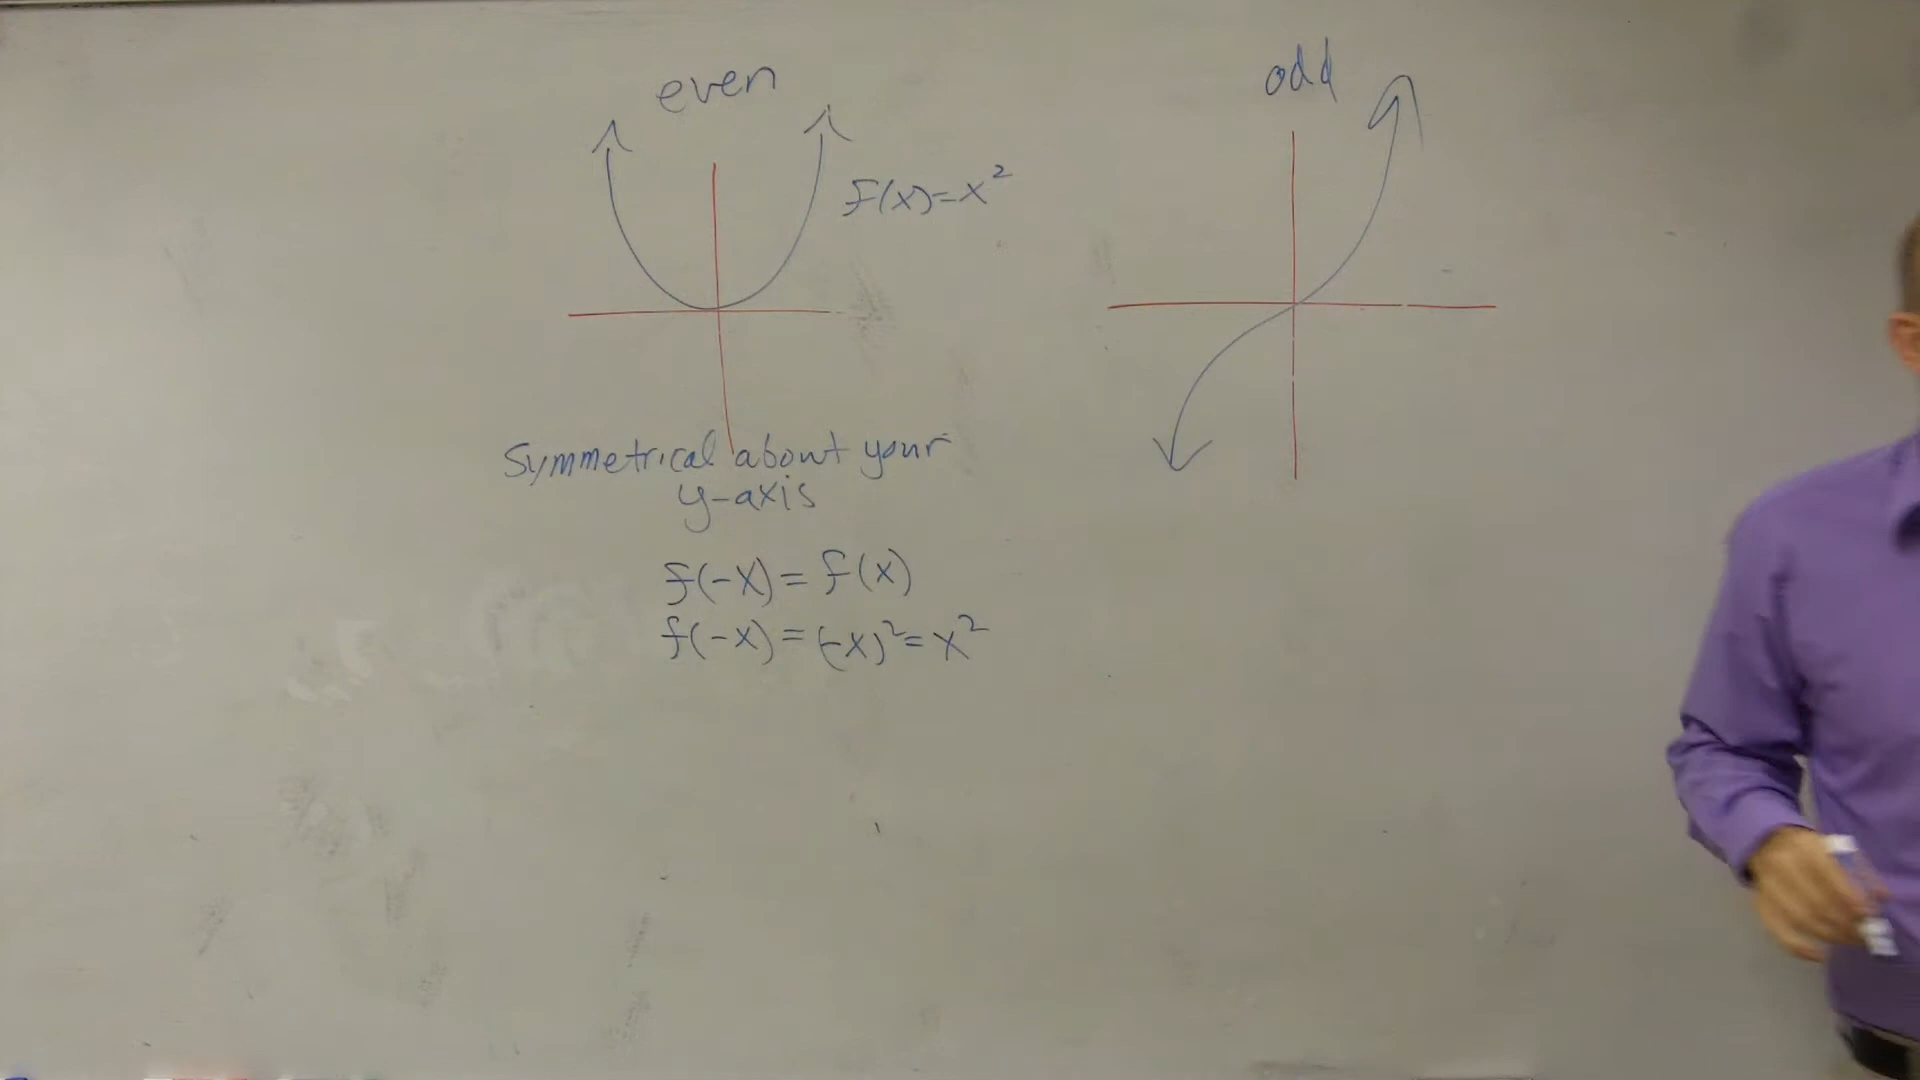 even
f(x)=x²
odd
Symmetrical about your
y-axis
f(-x)=f(x)
f(-x)=(-x)²=x²